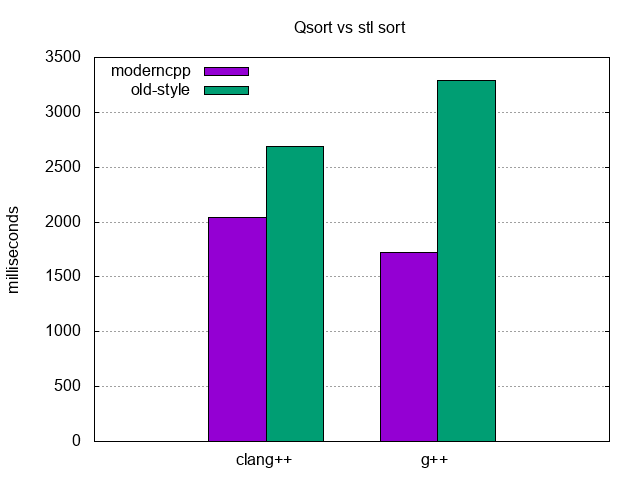 Qsort vs stl sort
3500
3000
2500
2000
1500
1000
500
0
milliseconds
moderncpp
old-style
clang++
g++